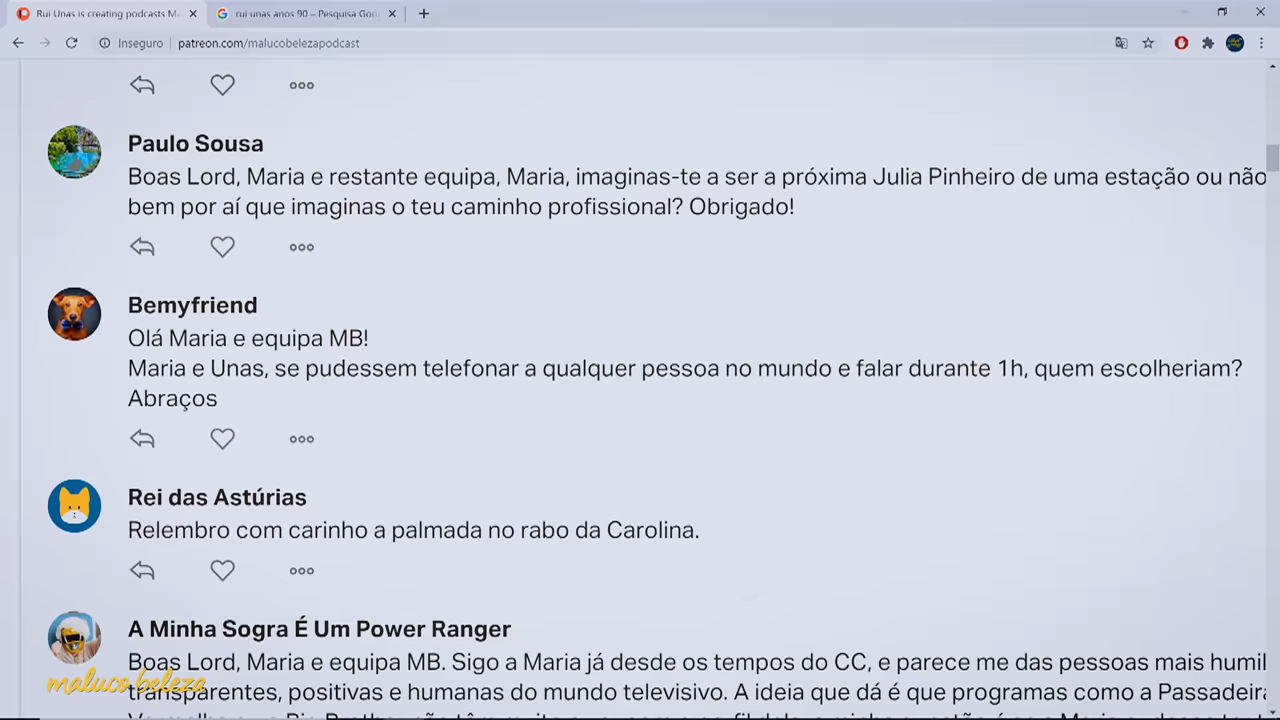 Rui Unas is creating podcasts M
rui unas anos 90 – Pesquisa Goo
Inseguro
patreon.com/malucobelezapodcast
Paulo Sousa
Boas Lord, Maria e restante equipa, Maria, imaginas-te a ser a próxima Julia Pinheiro de uma estação ou não
bem por aí que imaginas o teu caminho profissional? Obrigado!
Bemyfriend
Olá Maria e equipa MB!
Maria e Unas, se pudessem telefonar a qualquer pessoa no mundo e falar durante 1h, quem escolheriam?
Abraços
Rei das Astúrias
Relembro com carinho a palmada no rabo da Carolina.
A Minha Sogra É Um Power Ranger
Boas Lord, Maria e equipa MB. Sigo a Maria já desde os tempos do CC, e parece me das pessoas mais humil
maluco beleza
transparentes, positivas e humanas do mundo televisivo. A ideia que dá é que programas como a Passadeira